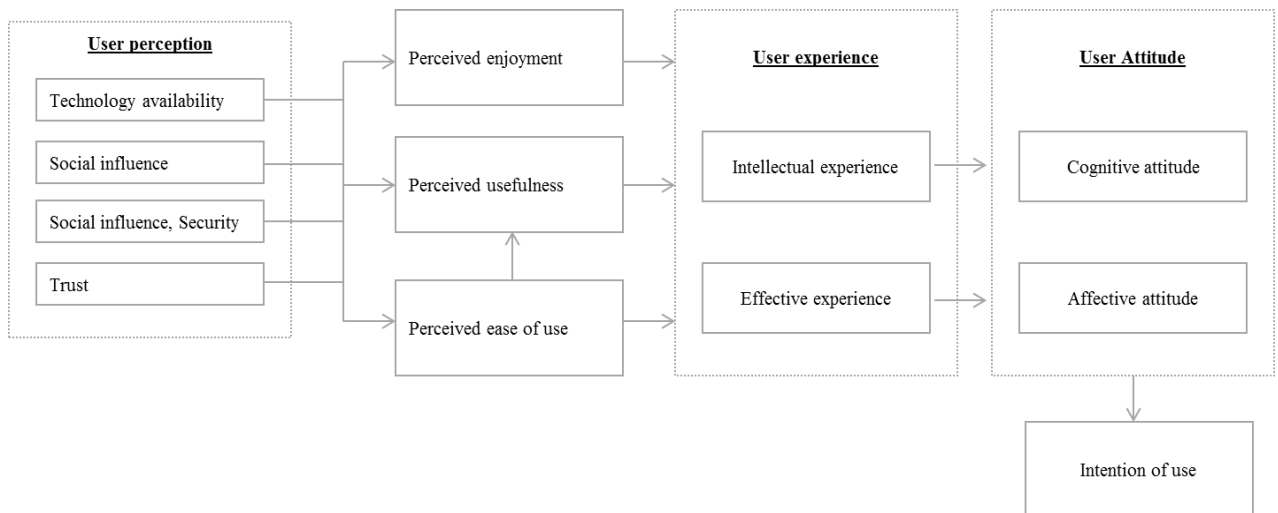 User perception
Technology availability
Social influence
Social influence, Security
Trust
Perceived enjoyment
Perceived usefulness
Perceived ease of use
User experience
Intellectual experience
Effective experience
User Attitude
Cognitive attitude
Affective attitude
Intention of use